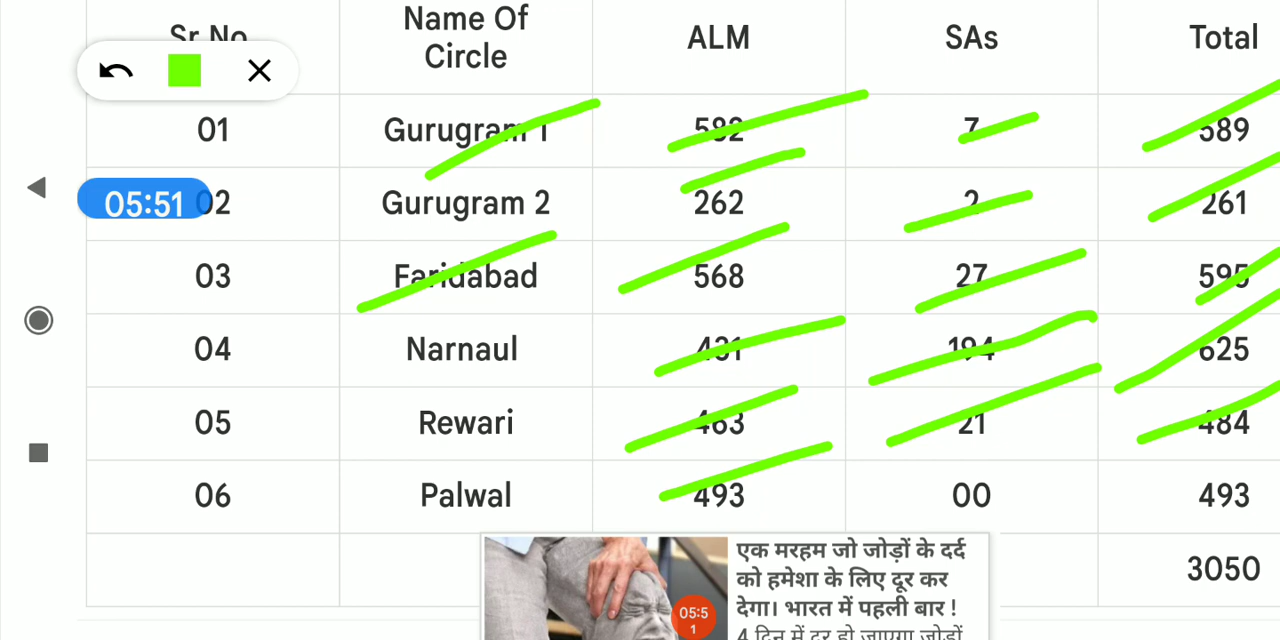 Sr No
Name Of
Circle
ALM
SAs
Total
01 Gurugram 1 582 7 589
02 Gurugram 2 262 2 261
03 Faridabad 568 27 595
04 Narnaul 431 194 625
05 Rewari 463 21 484
06 Palwal 493 00 493
3050
05:51
एक मरहम जो जोड़ों के दर्द
को हमेशा के लिए दूर कर
देगा। भारत में पहली बार !
4 दिन में दूर हो जाएगा जोड़ों
05:5
1